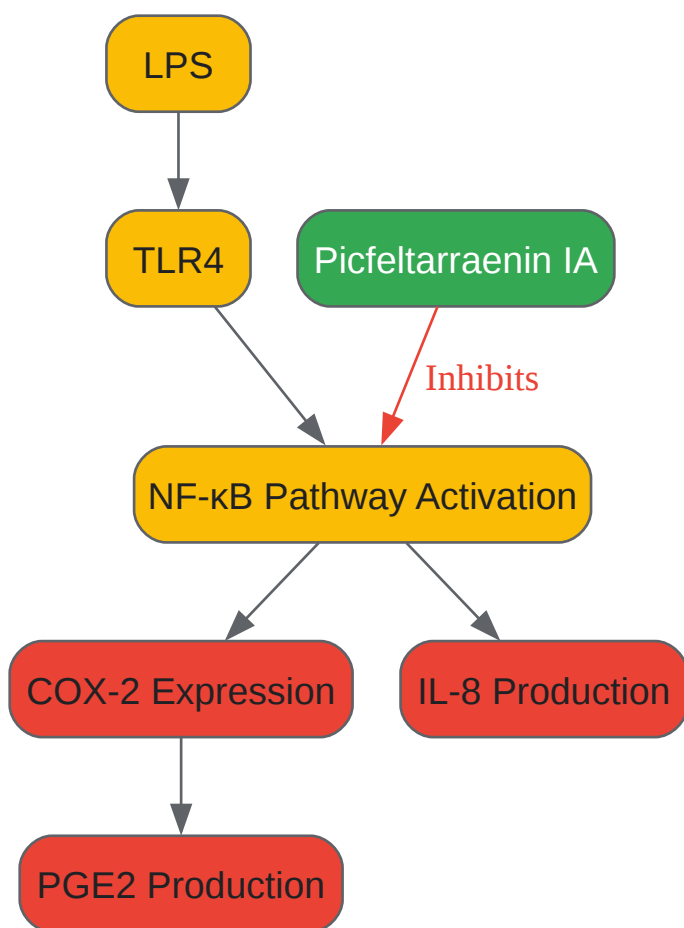 LPS
TLR4
Picfeltarraenin IA
Inhibits
NF-κB Pathway Activation
COX-2 Expression
IL-8 Production
PGE2 Production